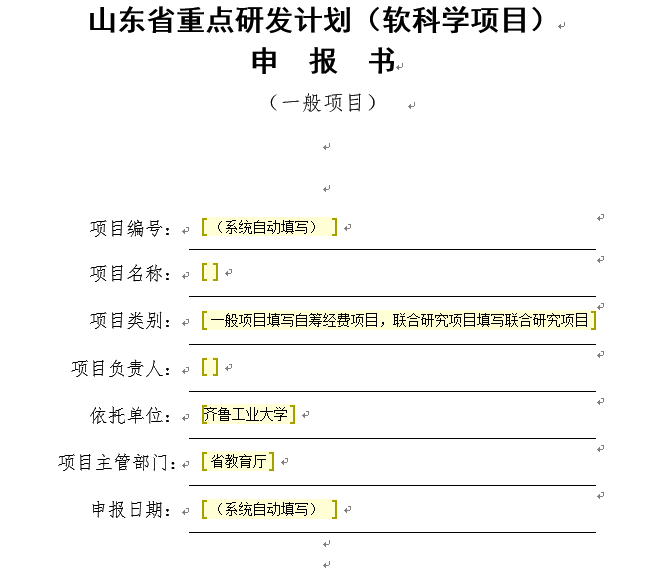 山东省重点研发计划（软科学项目）
申 报 书
（一般项目）
项目编号： （系统自动填写）
项目名称：
项目类别： 一般项目填写自筹经费项目，联合研究项目填写联合研究项目
项目负责人：
依托单位： 齐鲁工业大学
项目主管部门： 省教育厅
申报日期： （系统自动填写）